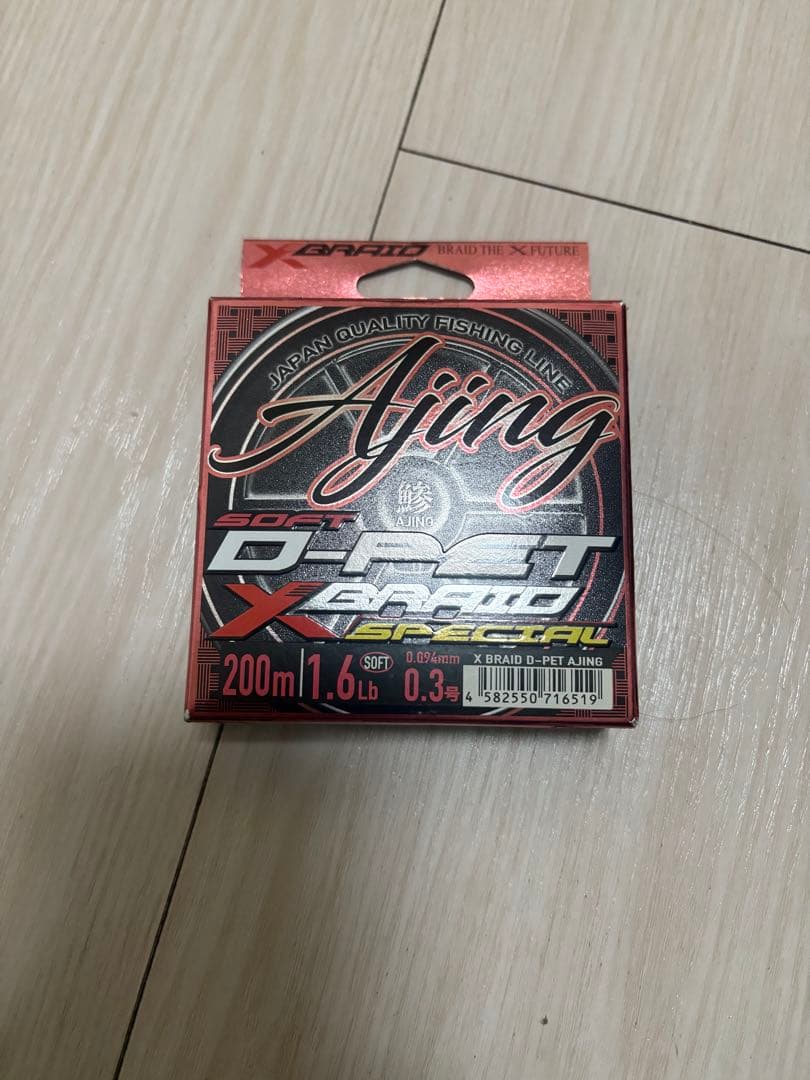 XBRAID BRAID THE X FUTURE
JAPAN QUALITY FISHING LINE
Ajing
鯵
AJING
SOFT
D-PET
X BRAID
SPECIAL
200m 1.6Lb SOFT 0.094mm 0.3号
X BRAID D-PET AJING
4 582550 716519